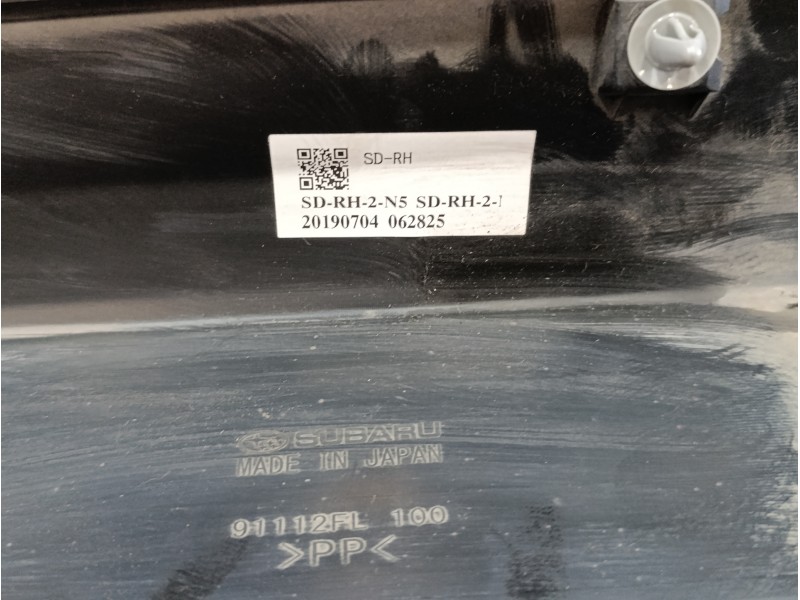 SD-RH
SD-RH-2-N5 SD-RH-2-
20190704 062825
SUBARU
MADE IN JAPAN
91112FL 100
>PP<